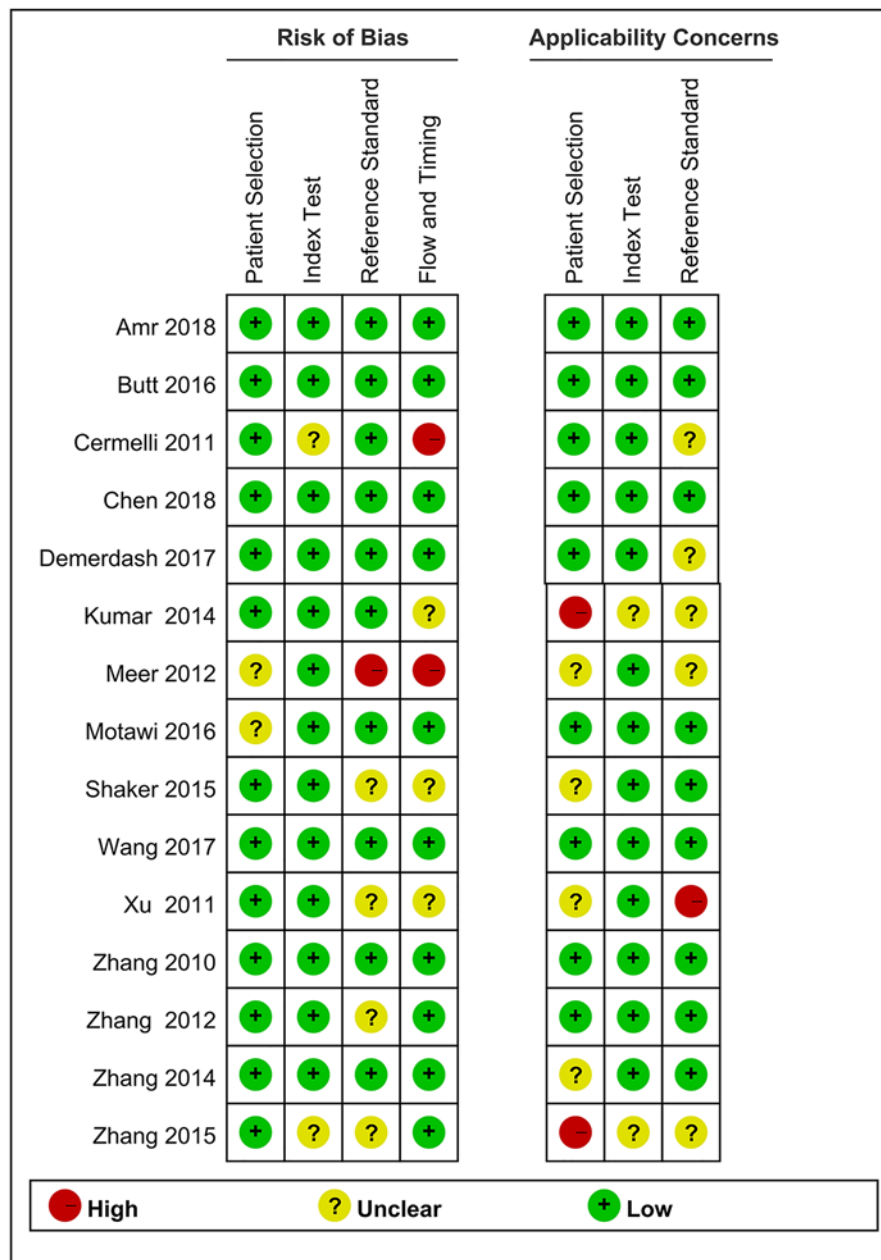 Risk of Bias Applicability Concerns
Patient Selection
Index Test
Reference Standard
Flow and Timing
Patient Selection
Index Test
Reference Standard
Amr 2018 + + + + + + +
Butt 2016 + + + + + + +
Cermelli 2011 + ? + – + + ?
Chen 2018 + + + + + + +
Demerdash 2017 + + + + + + ?
Kumar 2014 + + + ? – ? ?
Meer 2012 ? + – – ? + ?
Motawi 2016 ? + + + + + +
Shaker 2015 + + ? ? ? + +
Wang 2017 + + + + + + +
Xu 2011 + + ? ? ? + –
Zhang 2010 + + + + + + +
Zhang 2012 + + ? + + + +
Zhang 2014 + + + + ? + +
Zhang 2015 + ? ? + – ? ?
– High ? Unclear + Low